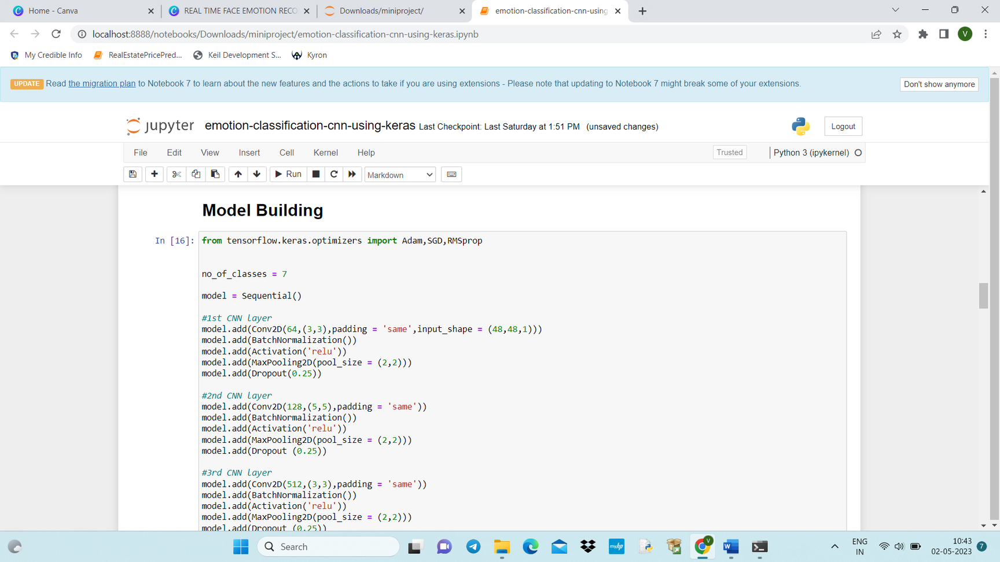 Home - Canva
REAL TIME FACE EMOTION RECO
Downloads/miniproject/
emotion-classification-cnn-using
localhost:8888/notebooks/Downloads/miniproject/emotion-classification-cnn-using-keras.ipynb
V
My Credible Info
RealEstatePricePred...
Keil Development S...
Kyron
UPDATE Read the migration plan to Notebook 7 to learn about the new features and the actions to take if you are using extensions - Please note that updating to Notebook 7 might break some of your extensions.
Don't show anymore
jupyter emotion-classification-cnn-using-keras Last Checkpoint: Last Saturday at 1:51 PM (unsaved changes)
Logout
File Edit View Insert Cell Kernel Help
Trusted
Python 3 (ipykernel)
Run
Markdown
Model Building
In [16]: from tensorflow.keras.optimizers import Adam,SGD,RMSprop
no_of_classes = 7
model = Sequential()
#1st CNN layer
model.add(Conv2D(64,(3,3),padding = 'same',input_shape = (48,48,1)))
model.add(BatchNormalization())
model.add(Activation('relu'))
model.add(MaxPooling2D(pool_size = (2,2)))
model.add(Dropout(0.25))
#2nd CNN layer
model.add(Conv2D(128,(5,5),padding = 'same'))
model.add(BatchNormalization())
model.add(Activation('relu'))
model.add(MaxPooling2D(pool_size = (2,2)))
model.add(Dropout (0.25))
#3rd CNN layer
model.add(Conv2D(512,(3,3),padding = 'same'))
model.add(BatchNormalization())
model.add(Activation('relu'))
model.add(MaxPooling2D(pool_size = (2,2)))
model.add(Dropout (0.25))
Search
myhp
V
W
ENG
IN
10:43
02-05-2023
7